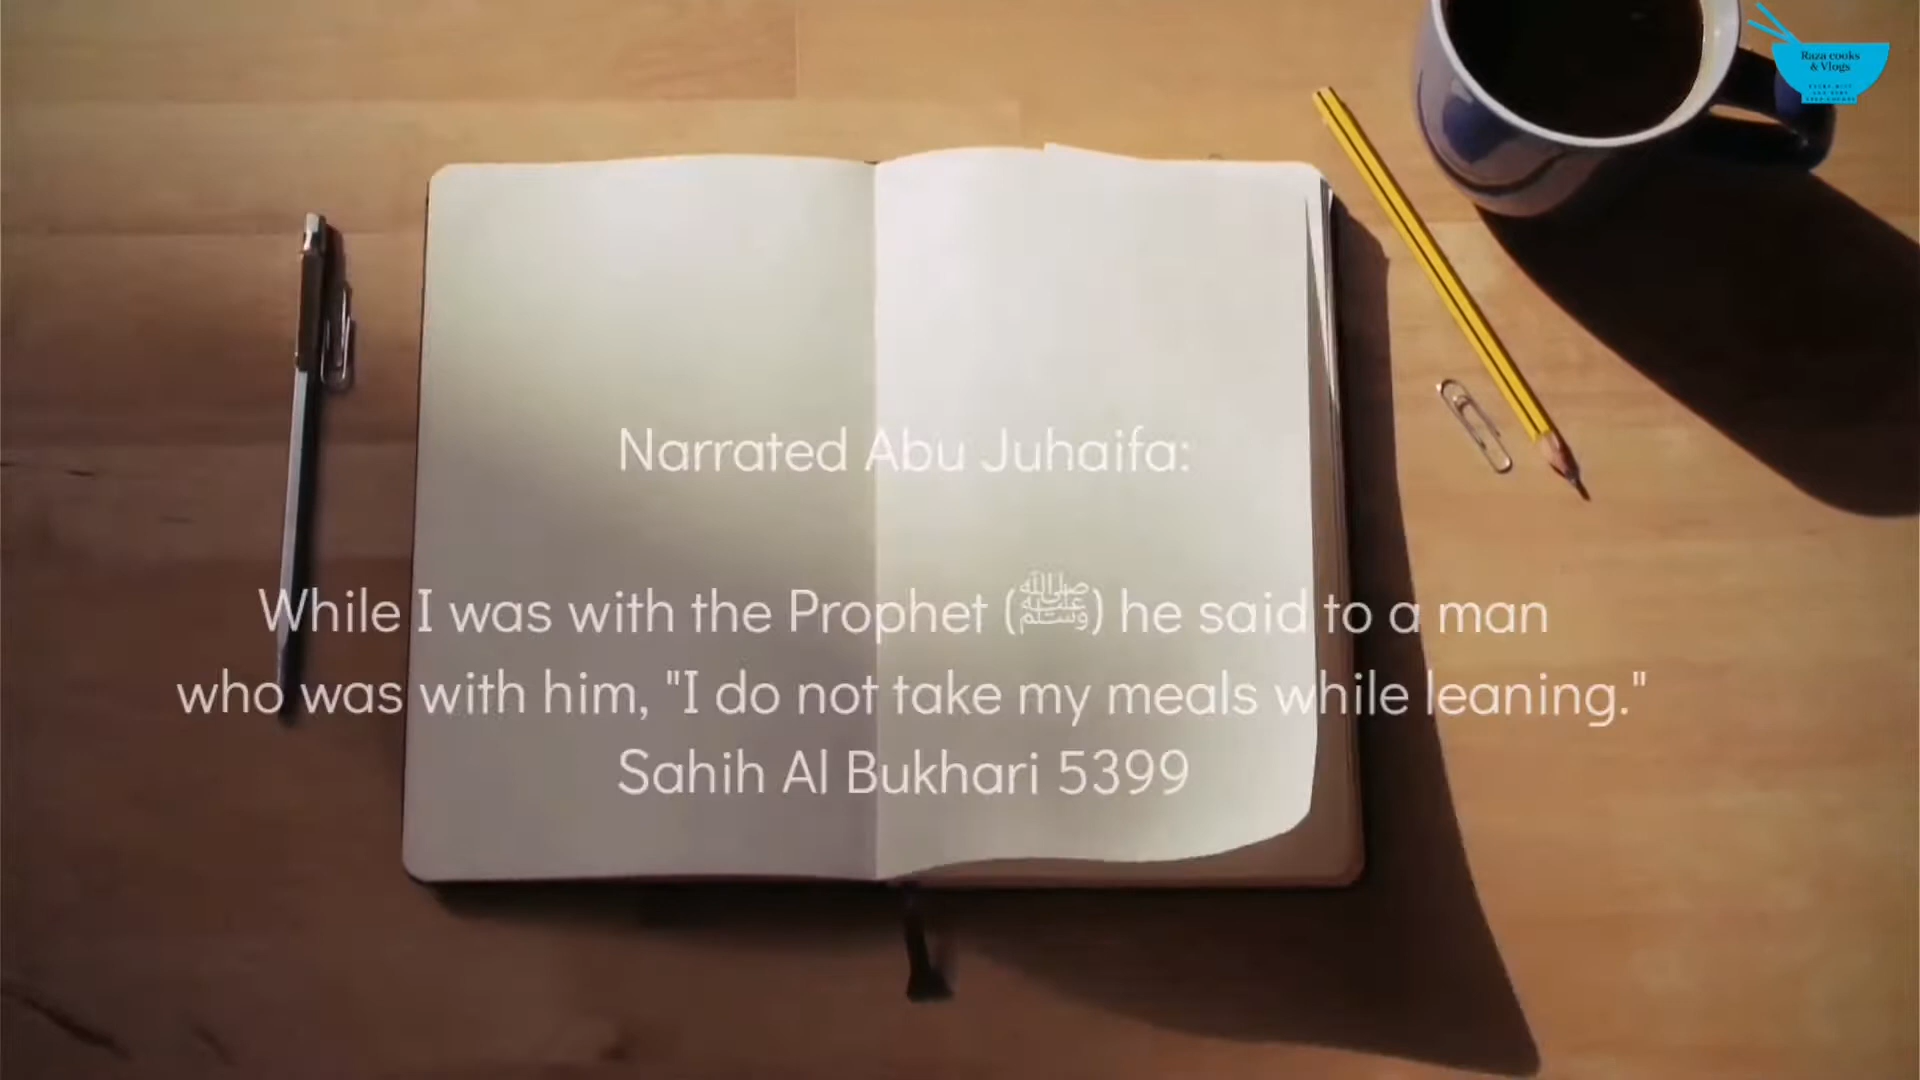 Raza cooks
& Vlogs
Narrated Abu Juhaifa:
While I was with the Prophet (ﷺ) he said to a man
who was with him, "I do not take my meals while leaning."
Sahih Al Bukhari 5399